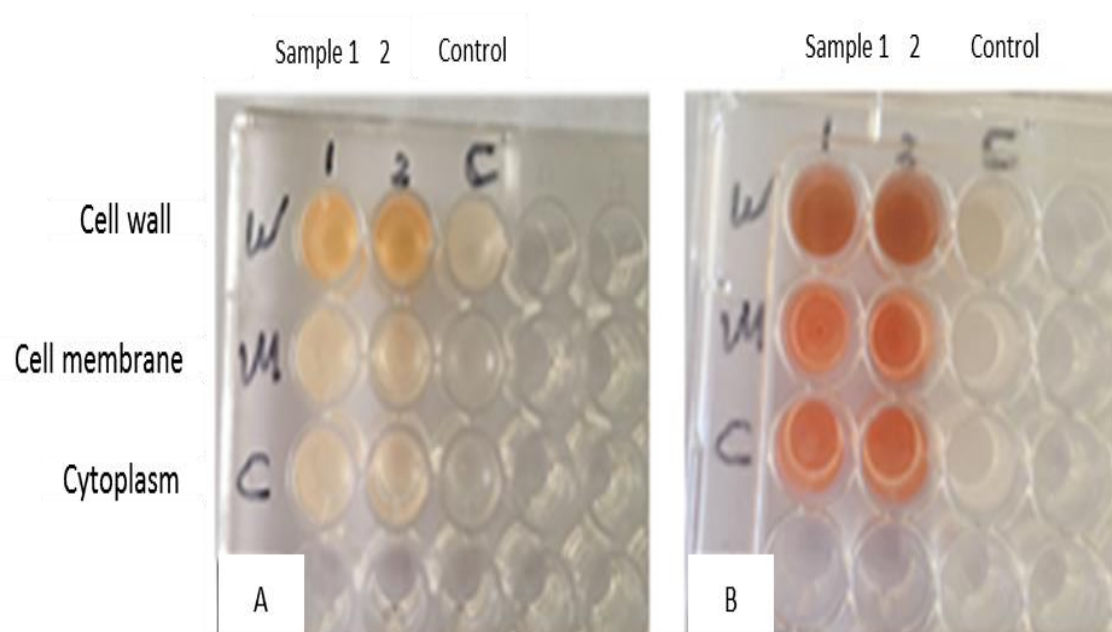 Sample 1 2 Control
Sample 1 2 Control
1 2 C
1 2 C
Cell wall
W
W
Cell membrane
M
M
Cytoplasm
C
C
A
B